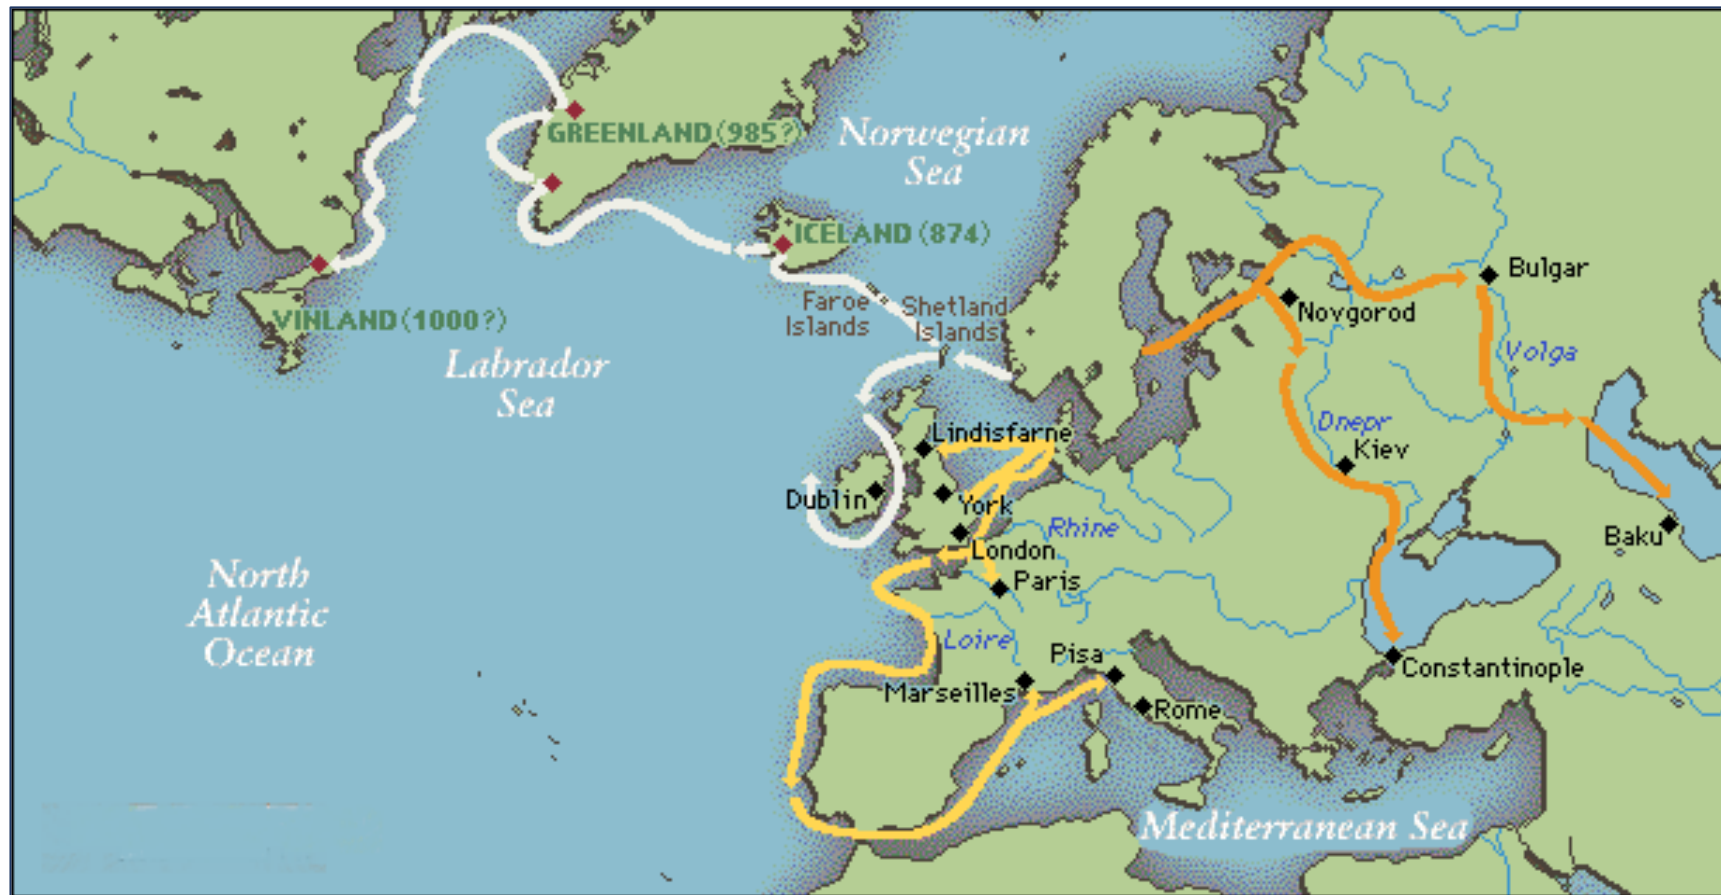 GREENLAND (985?)
Norwegian
Sea
ICELAND (874)
Bulgar
Faroe
Islands
Shetland
Islands
Novgorod
VINLAND (1000?)
Volga
Labrador
Sea
Dnepr
Lindisfarne
Kiev
Dublin
York
Rhine
London
Baku
North
Atlantic
Ocean
Paris
Loire
Pisa
Constantinople
Marseilles
Rome
Mediterranean Sea